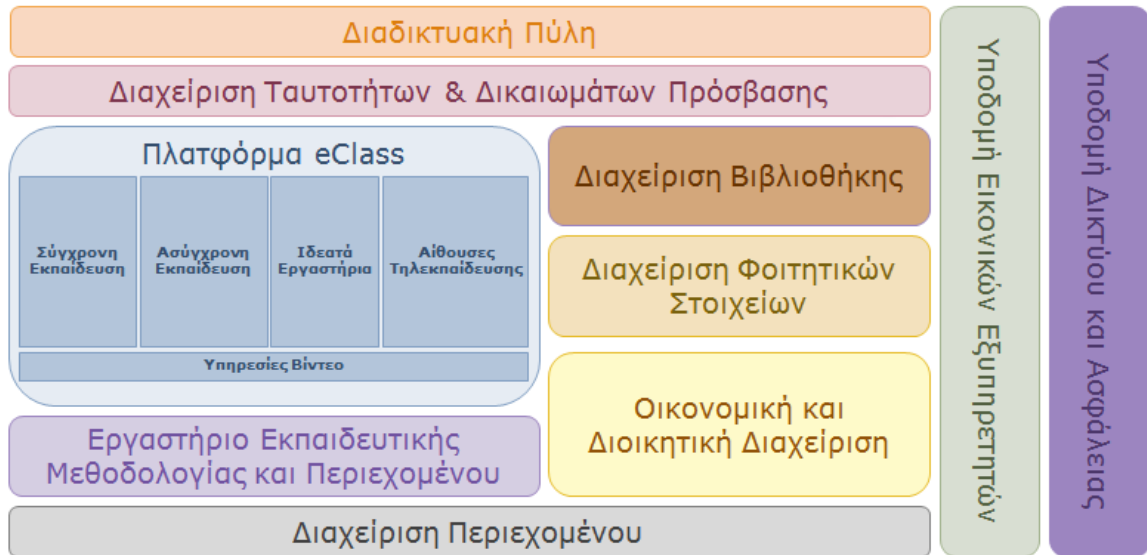 Διαδικτυακή Πύλη
Διαχείριση Ταυτοτήτων & Δικαιωμάτων Πρόσβασης
Πλατφόρμα eClass
Σύγχρονη
Εκπαίδευση
Ασύγχρονη
Εκπαίδευση
Ιδεατά
Εργαστήρια
Αίθουσες
Τηλεκπαίδευσης
Υπηρεσίες Βίντεο
Εργαστήριο Εκπαιδευτικής
Μεθοδολογίας και Περιεχομένου
Διαχείριση Βιβλιοθήκης
Διαχείριση Φοιτητικών
Στοιχείων
Οικονομική και
Διοικητική Διαχείριση
Διαχείριση Περιεχομένου
Υποδομή Εικονικών Εξυπηρετητών
Υποδομή Δικτύου και Ασφάλειας